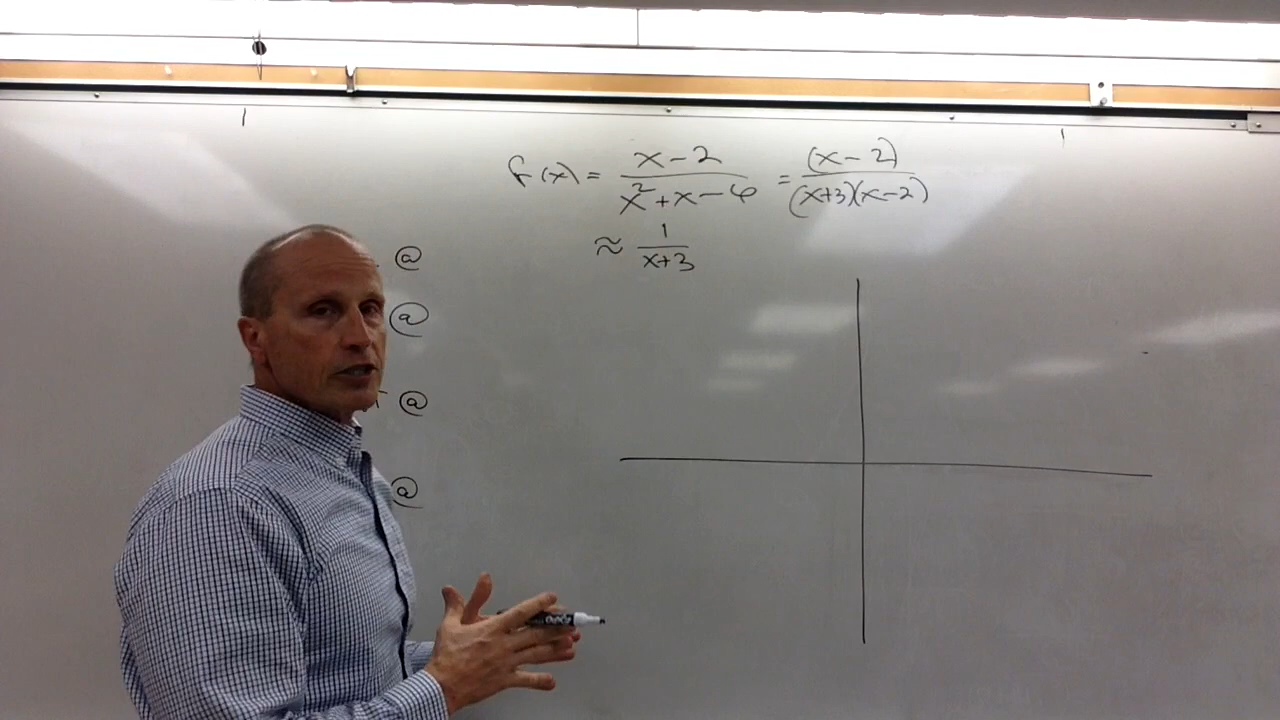 f(x) = x-2 / x²+x-6 = (x-2) / (x+3)(x-2)
≈ 1 / x+3
@
@
@
@